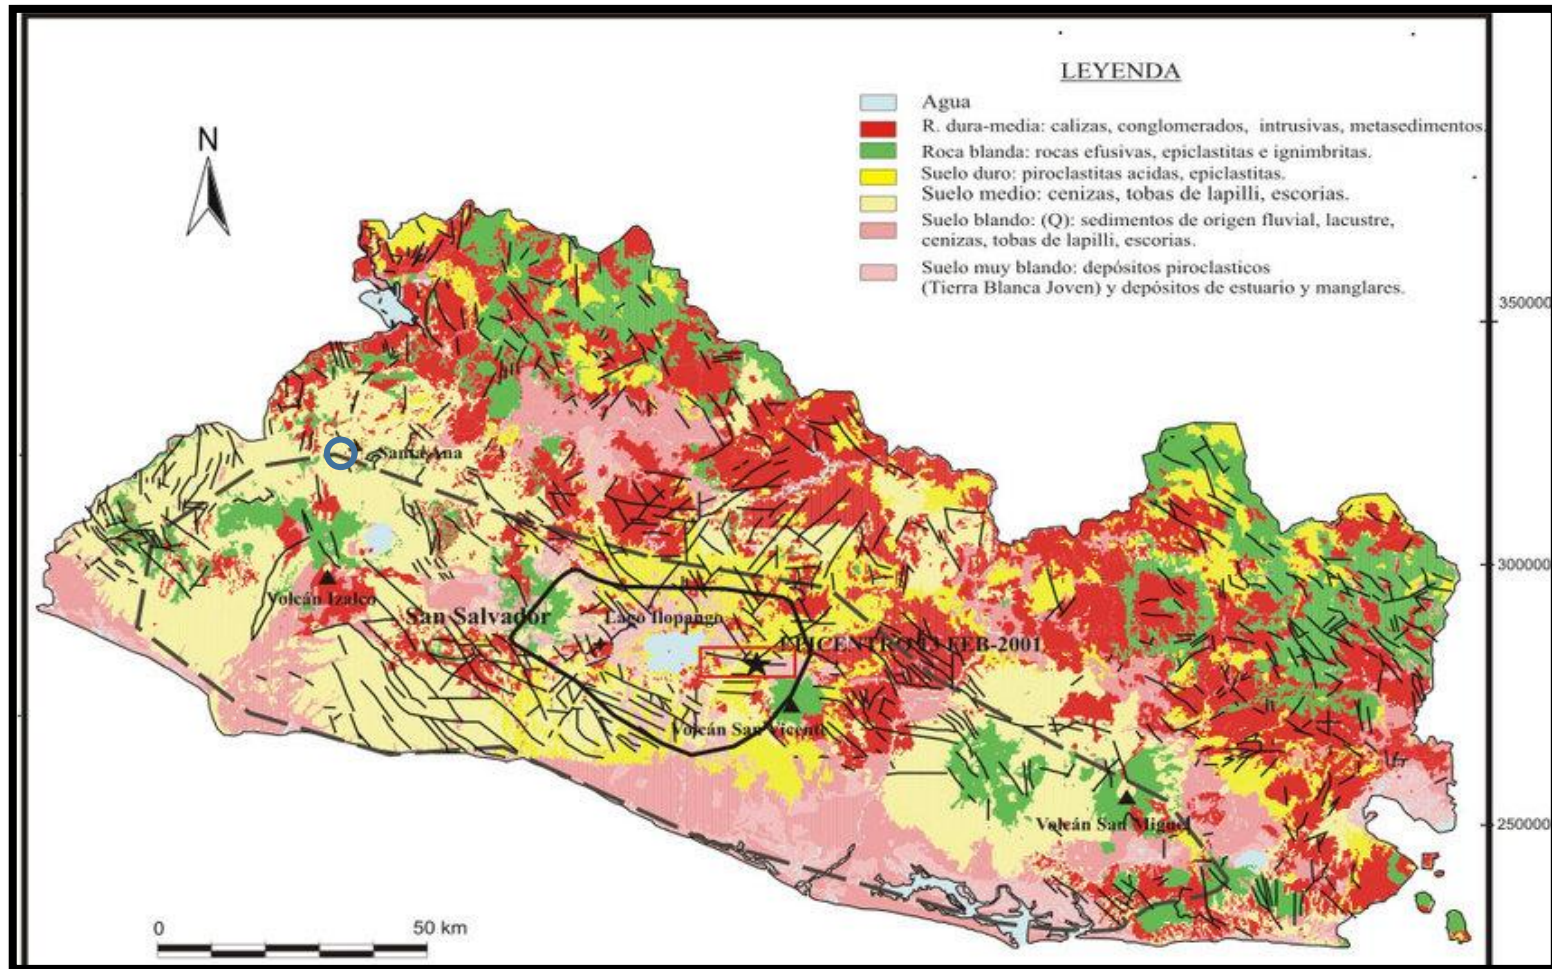 LEYENDA
Agua
R. dura-media: calizas, conglomerados, intrusivas, metasedimentos.
Roca blanda: rocas efusivas, epiclastitas e ignimbritas.
Suelo duro: piroclastitas acidas, epiclastitas.
Suelo medio: cenizas, tobas de lapilli, escorias.
Suelo blando: (Q): sedimentos de origen fluvial, lacustre,
cenizas, tobas de lapilli, escorias.
Suelo muy blando: depósitos piroclasticos
(Tierra Blanca Joven) y depósitos de estuario y manglares.
N
350000
Santa Ana
300000
Volcán Izalco
San Salvador
Lago Ilopango
EPICENTRO 13 FEB-2001
Volcán San Vicente
Volcán San Miguel
250000
0 50 km